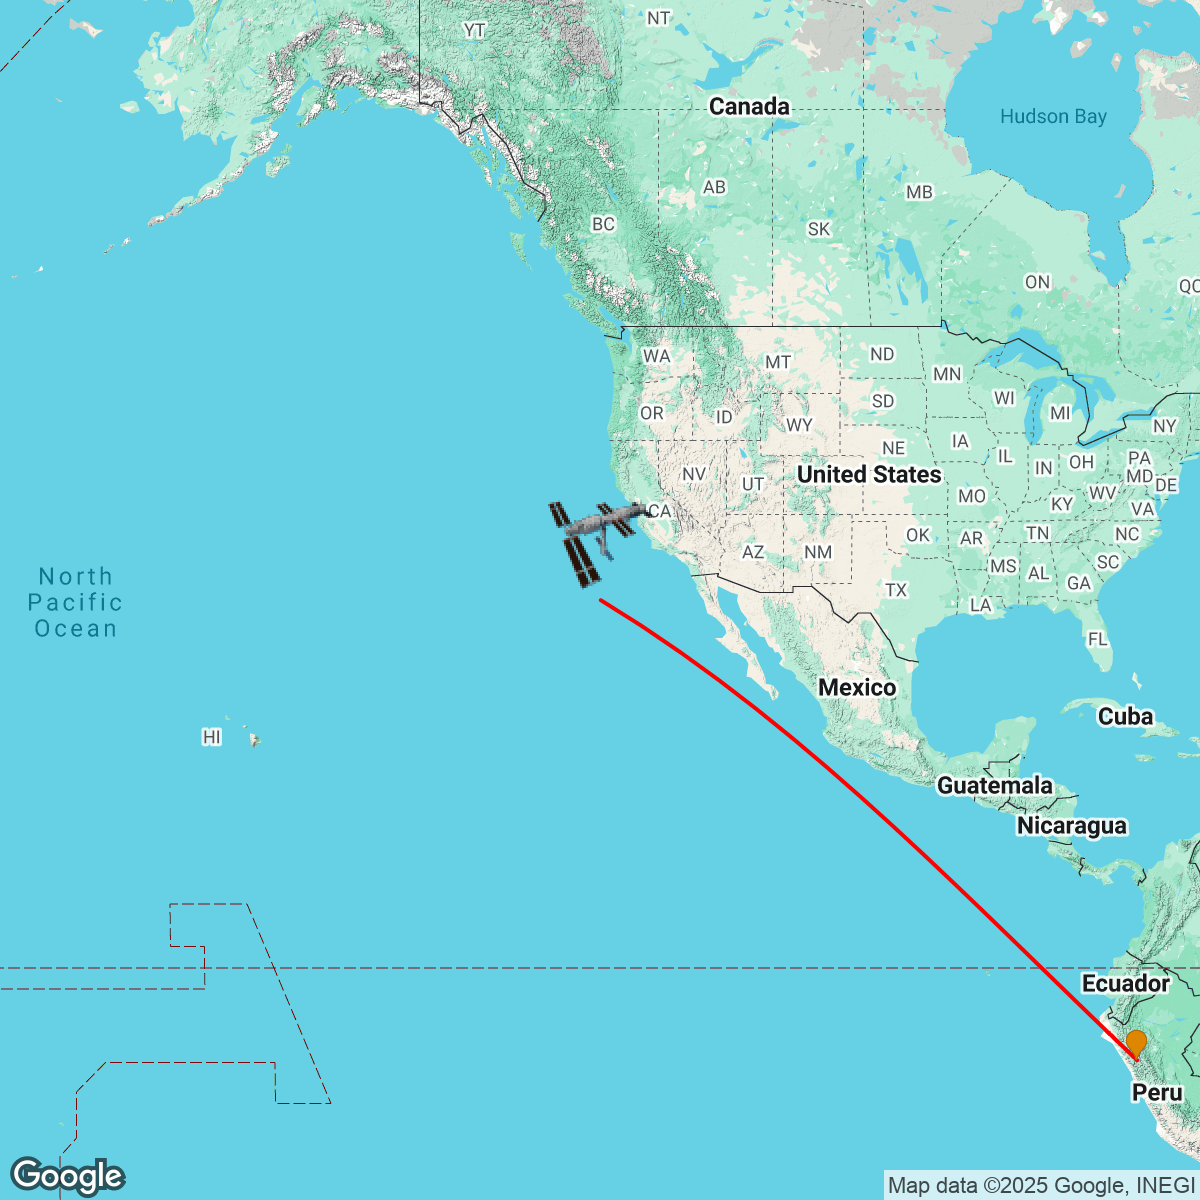 NT
YT
Canada
Hudson Bay
AB
MB
BC
SK
ON
QC
WA
MT
ND
MN
OR
ID
WY
SD
WI
MI
NY
NV
UT
NE
IA
IL
IN
OH
PA
MD
DE
United States
CA
MO
KY
WV
VA
AZ
NM
OK
AR
TN
NC
MS
AL
SC
GA
TX
LA
FL
North
Pacific
Ocean
Mexico
Cuba
HI
Guatemala
Nicaragua
Ecuador
Peru
Google
Map data ©2025 Google, INEGI